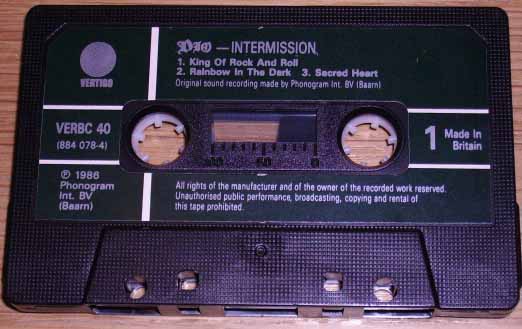 DIO — INTERMISSION
1. King Of Rock And Roll
2. Rainbow In The Dark 3. Sacred Heart
Original sound recording made by Phonogram Int. BV (Baarn)
VERTIGO
VERBC 40
(884 078-4)
1 Made In
Britain
50
℗ 1986
Phonogram
Int. BV
(Baarn)
All rights of the manufacturer and of the owner of the recorded work reserved.
Unauthorised public performance, broadcasting, copying and rental of
this tape prohibited.